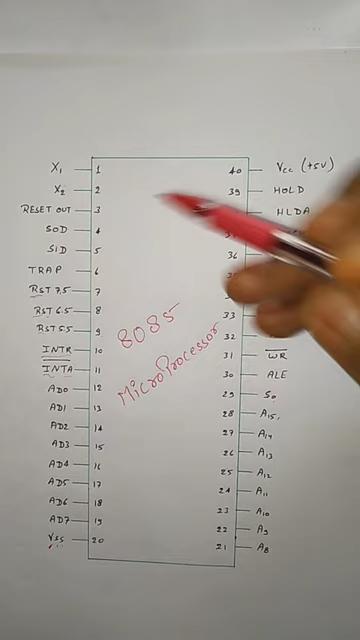 X1 1 40 Vcc (+5V)
X2 2 39 HOLD
RESET OUT 3 HLDA
SOD 4
SID 5 36
TRAP 6
RST 7.5 7
RST 6.5 8 33
RST 5.5 9 32
INTR 10 31 WR
INTA 11 30 ALE
AD0 12 29 S0
AD1 13 28 A15
AD2 14 27 A14
AD3 15 26 A13
AD4 16 25 A12
AD5 17 24 A11
AD6 18 23 A10
AD7 19 22 A9
VSS 20 21 A8
8085
MicroProcessor